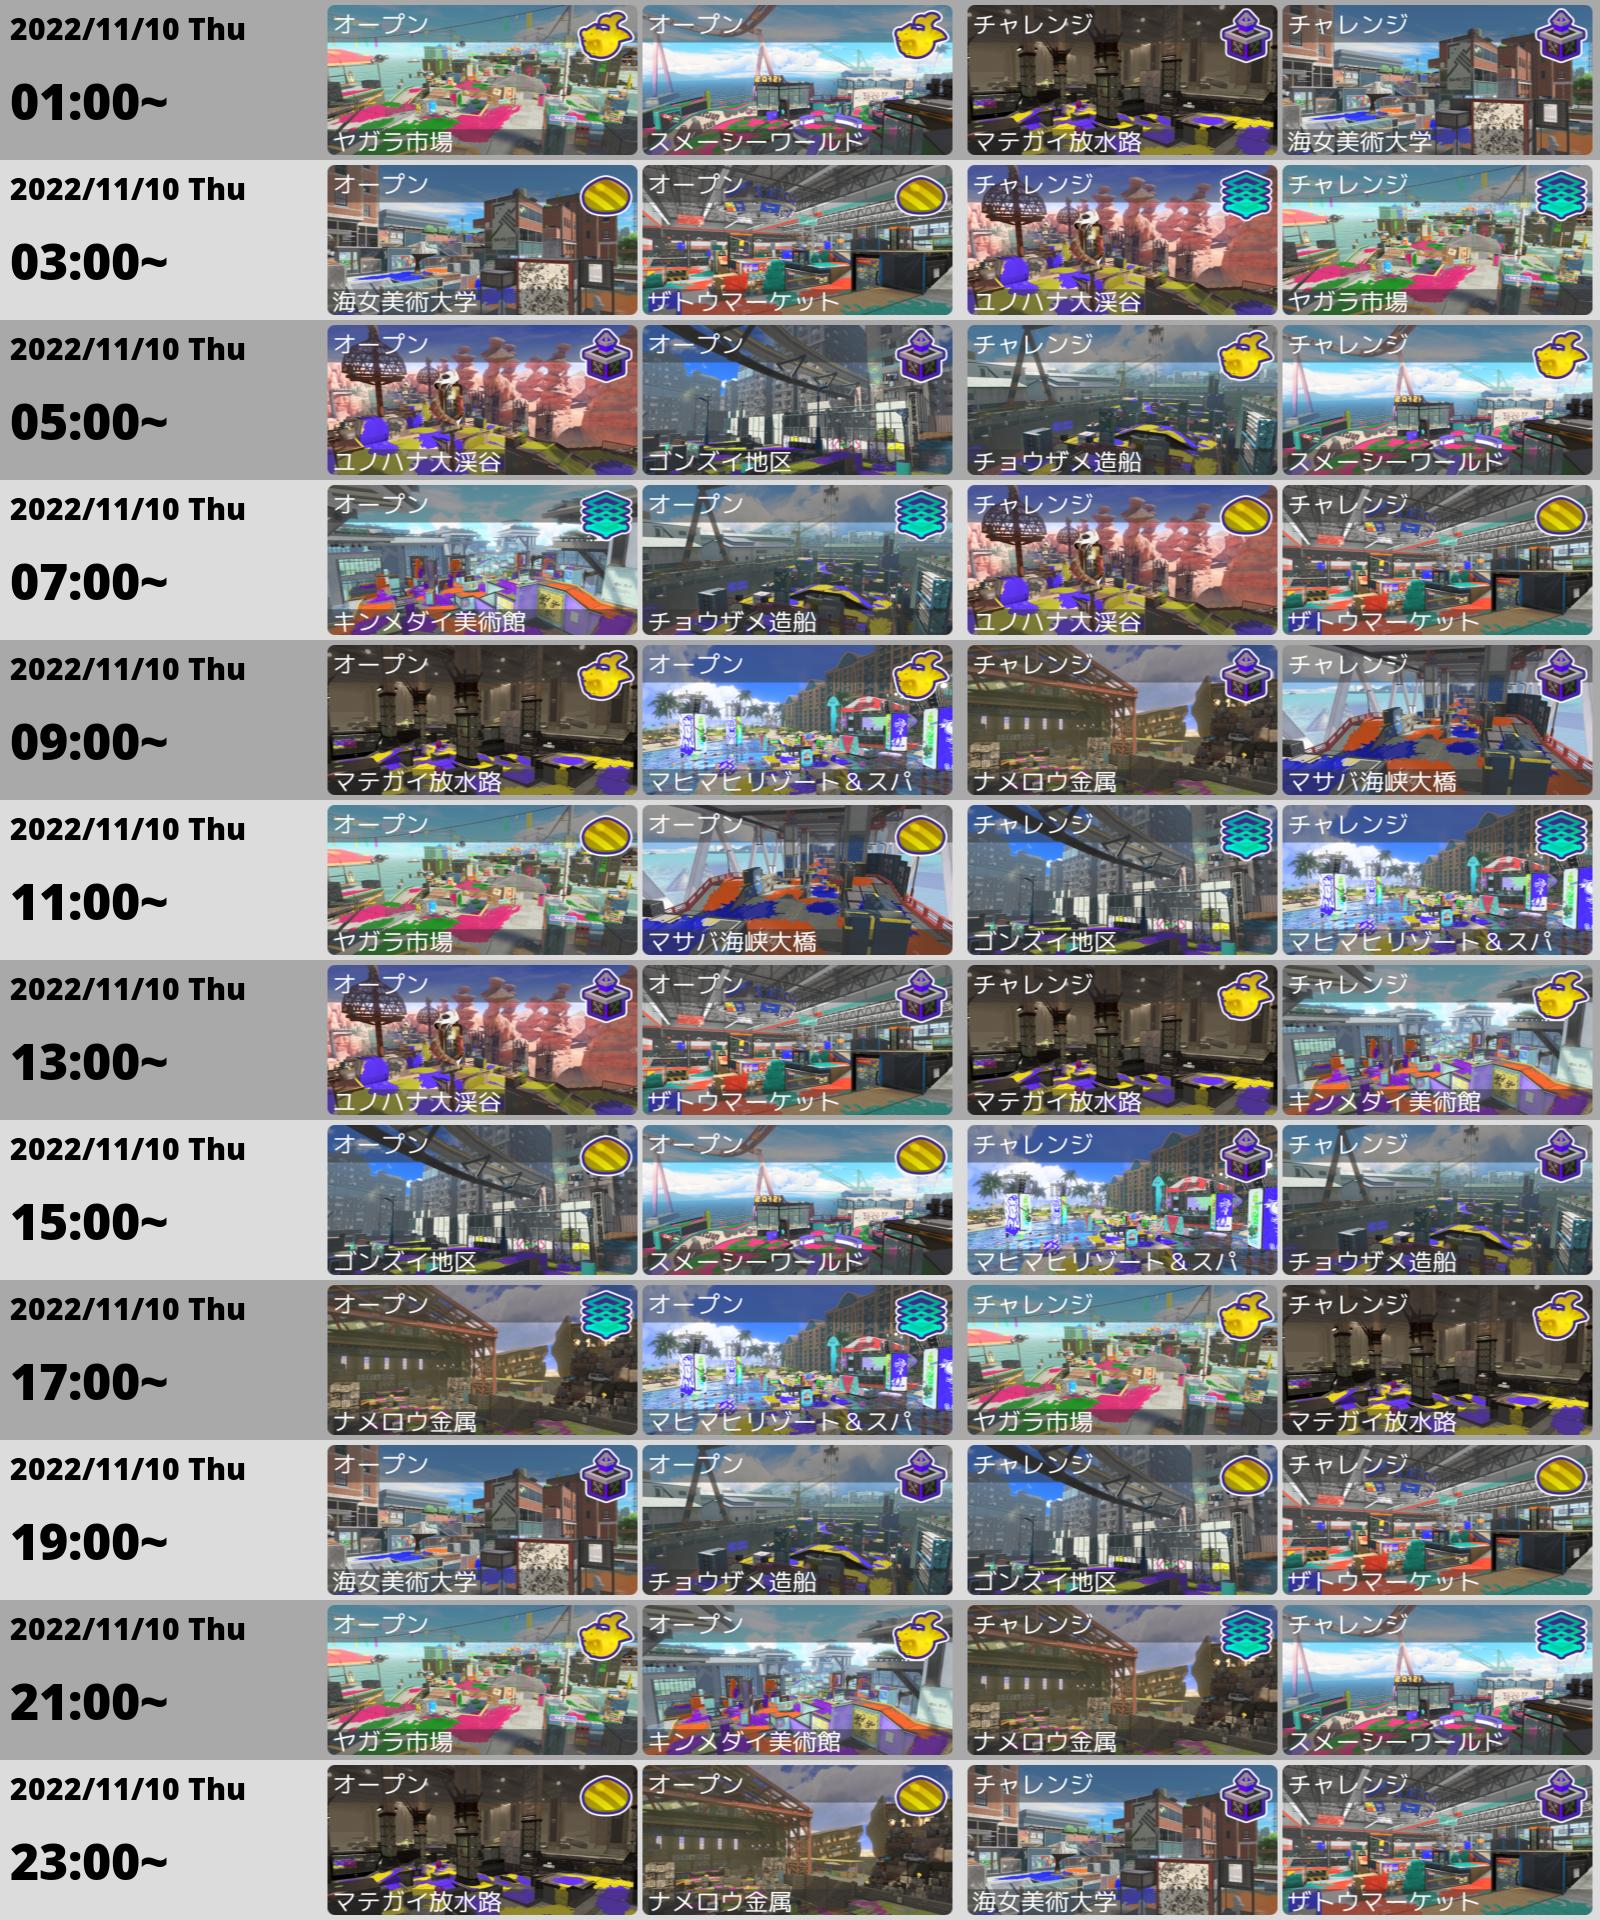 2022/11/10 Thu
01:00~
オープン オープン チャレンジ チャレンジ
ヤガラ市場 スメーシーワールド マテガイ放水路 海女美術大学
2022/11/10 Thu
03:00~
オープン オープン チャレンジ チャレンジ
海女美術大学 ザトウマーケット ユノハナ大渓谷 ヤガラ市場
2022/11/10 Thu
05:00~
オープン オープン チャレンジ チャレンジ
ユノハナ大渓谷 ゴンズイ地区 チョウザメ造船 スメーシーワールド
2022/11/10 Thu
07:00~
オープン オープン チャレンジ チャレンジ
キンメダイ美術館 チョウザメ造船 ユノハナ大渓谷 ザトウマーケット
2022/11/10 Thu
09:00~
オープン オープン チャレンジ チャレンジ
マテガイ放水路 マヒマヒリゾート＆スパ ナメロウ金属 マサバ海峡大橋
2022/11/10 Thu
11:00~
オープン オープン チャレンジ チャレンジ
ヤガラ市場 マサバ海峡大橋 ゴンズイ地区 マヒマヒリゾート＆スパ
2022/11/10 Thu
13:00~
オープン オープン チャレンジ チャレンジ
ユノハナ大渓谷 ザトウマーケット マテガイ放水路 キンメダイ美術館
2022/11/10 Thu
15:00~
オープン オープン チャレンジ チャレンジ
ゴンズイ地区 スメーシーワールド マヒマヒリゾート＆スパ チョウザメ造船
2022/11/10 Thu
17:00~
オープン オープン チャレンジ チャレンジ
ナメロウ金属 マヒマヒリゾート＆スパ ヤガラ市場 マテガイ放水路
2022/11/10 Thu
19:00~
オープン オープン チャレンジ チャレンジ
海女美術大学 チョウザメ造船 ゴンズイ地区 ザトウマーケット
2022/11/10 Thu
21:00~
オープン オープン チャレンジ チャレンジ
ヤガラ市場 キンメダイ美術館 ナメロウ金属 スメーシーワールド
2022/11/10 Thu
23:00~
オープン オープン チャレンジ チャレンジ
マテガイ放水路 ナメロウ金属 海女美術大学 ザトウマーケット